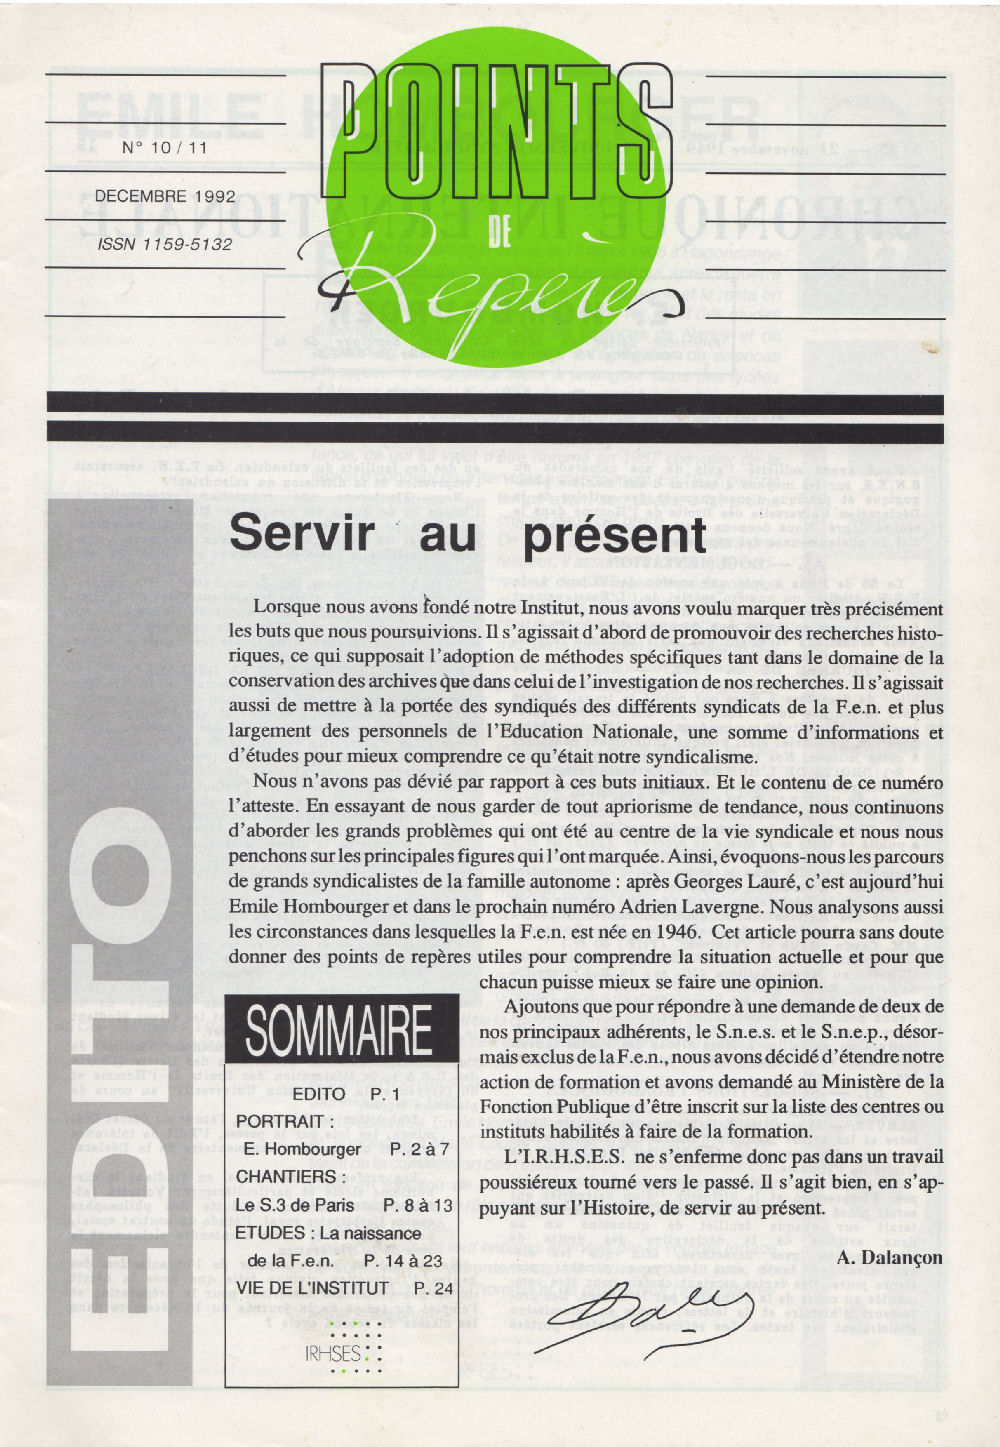 POINTS
DE
Repères
N° 10 / 11
DECEMBRE 1992
ISSN 1159-5132
EDITO
Servir au présent
Lorsque nous avons fondé notre Institut, nous avons voulu marquer très précisément
les buts que nous poursuivions. Il s'agissait d'abord de promouvoir des recherches histo-
riques, ce qui supposait l'adoption de méthodes spécifiques tant dans le domaine de la
conservation des archives que dans celui de l'investigation de nos recherches. Il s'agissait
aussi de mettre à la portée des syndiqués des différents syndicats de la F.e.n. et plus
largement des personnels de l'Education Nationale, une somme d'informations et
d'études pour mieux comprendre ce qu'était notre syndicalisme.
Nous n'avons pas dévié par rapport à ces buts initiaux. Et le contenu de ce numéro
l'atteste. En essayant de nous garder de tout apriorisme de tendance, nous continuons
d'aborder les grands problèmes qui ont été au centre de la vie syndicale et nous nous
penchons sur les principales figures qui l'ont marquée. Ainsi, évoquons-nous les parcours
de grands syndicalistes de la famille autonome : après Georges Lauré, c'est aujourd'hui
Emile Hombourger et dans le prochain numéro Adrien Lavergne. Nous analysons aussi
les circonstances dans lesquelles la F.e.n. est née en 1946. Cet article pourra sans doute
donner des points de repères utiles pour comprendre la situation actuelle et pour que
chacun puisse mieux se faire une opinion.
Ajoutons que pour répondre à une demande de deux de
nos principaux adhérents, le S.n.e.s. et le S.n.e.p., désor-
mais exclus de la F.e.n., nous avons décidé d'étendre notre
action de formation et avons demandé au Ministère de la
Fonction Publique d'être inscrit sur la liste des centres ou
instituts habilités à faire de la formation.
L'I.R.H.S.E.S. ne s'enferme donc pas dans un travail
poussiéreux tourné vers le passé. Il s'agit bien, en s'ap-
puyant sur l'Histoire, de servir au présent.
A. Dalançon
SOMMAIRE
EDITO P. 1
PORTRAIT :
E. Hombourger P. 2 à 7
CHANTIERS :
Le S.3 de Paris P. 8 à 13
ETUDES : La naissance
de la F.e.n. P. 14 à 23
VIE DE L'INSTITUT P. 24
IRHSES